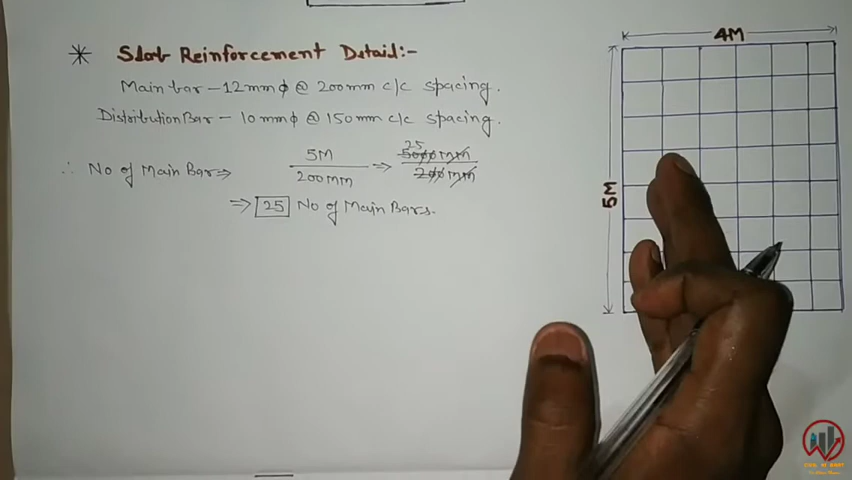 * Slab Reinforcement Detail:-
Main bar - 12mmϕ @ 200mm c/c spacing.
Distribution Bar - 10mmϕ @ 150mm c/c spacing.
∴ No of Main Bar ⇒ 5M / 200mm ⇒ 5000mm / 200mm 25
⇒ 25 No of Main Bars.
4M
5M